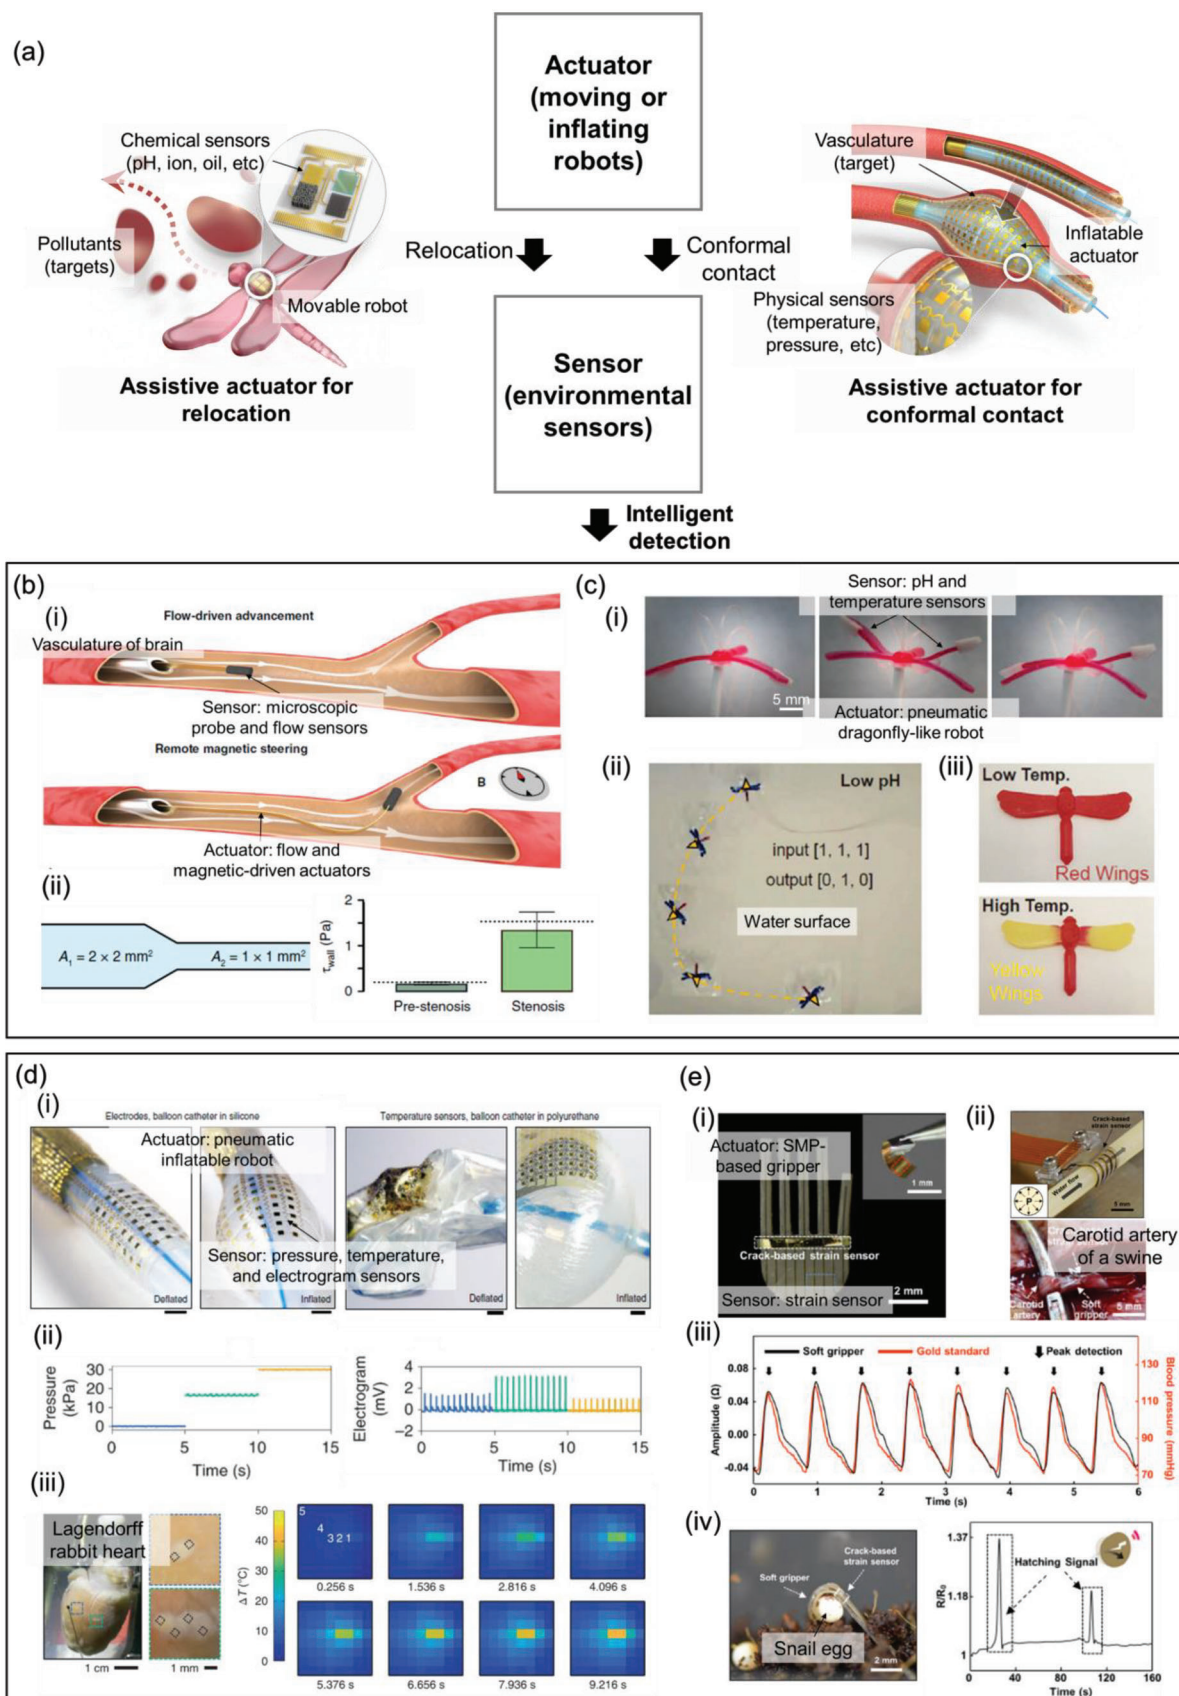 (a)
Actuator
(moving or
inflating
robots)
Chemical sensors
(pH, ion, oil, etc)
Pollutants
(targets)
Movable robot
Assistive actuator for
relocation
Relocation
Conformal
contact
Vasculature
(target)
Inflatable
actuator
Physical sensors
(temperature,
pressure, etc)
Assistive actuator for
conformal contact
Sensor
(environmental
sensors)
Intelligent
detection
(b)
(i)
Flow-driven advancement
Vasculature of brain
Sensor: microscopic
probe and flow sensors
Remote magnetic steering
B
Actuator: flow and
magnetic-driven actuators
(ii)
A1 = 2 × 2 mm²
A2 = 1 × 1 mm²
τwall (Pa)
2
1
0
Pre-stenosis
Stenosis
(c)
(i)
Sensor: pH and
temperature sensors
5 mm
Actuator: pneumatic
dragonfly-like robot
(ii)
Low pH
input [1, 1, 1]
output [0, 1, 0]
Water surface
(iii)
Low Temp.
Red Wings
High Temp.
Yellow
Wings
(d)
(i)
Electrodes, balloon catheter in silicone
Temperature sensors, balloon catheter in polyurethane
Actuator: pneumatic
inflatable robot
Sensor: pressure, temperature,
and electrogram sensors
Deflated
Inflated
Deflated
Inflated
(ii)
Pressure
(kPa)
30
20
10
0
0 5 10 15
Time (s)
Electrogram
(mV)
4
2
0
−2
0 5 10 15
Time (s)
(iii)
Lagendorff
rabbit heart
1 cm
1 mm
ΔT (°C)
50
40
30
20
10
0
5
4
3 2 1
0.256 s
1.536 s
2.816 s
4.096 s
5.376 s
6.656 s
7.936 s
9.216 s
(e)
(i)
Actuator: SMP-
based gripper
1 mm
Crack-based strain sensor
2 mm
Sensor: strain sensor
(ii)
Crack-based
strain sensor
Water flow
P
5 mm
Carotid artery
of a swine
Carotid
artery
Soft
gripper
5 mm
(iii)
Soft gripper
Gold standard
Peak detection
Amplitude (Ω)
0.08
0.04
0.00
-0.04
0 1 2 3 4 5 6
Time (s)
130
110
90
70
Blood pressure (mmHg)
(iv)
Soft gripper
Crack-based
strain sensor
Snail egg
2 mm
R/R0
1.37
1.18
1
Hatching Signal
0 40 80 120 160
Time (s)